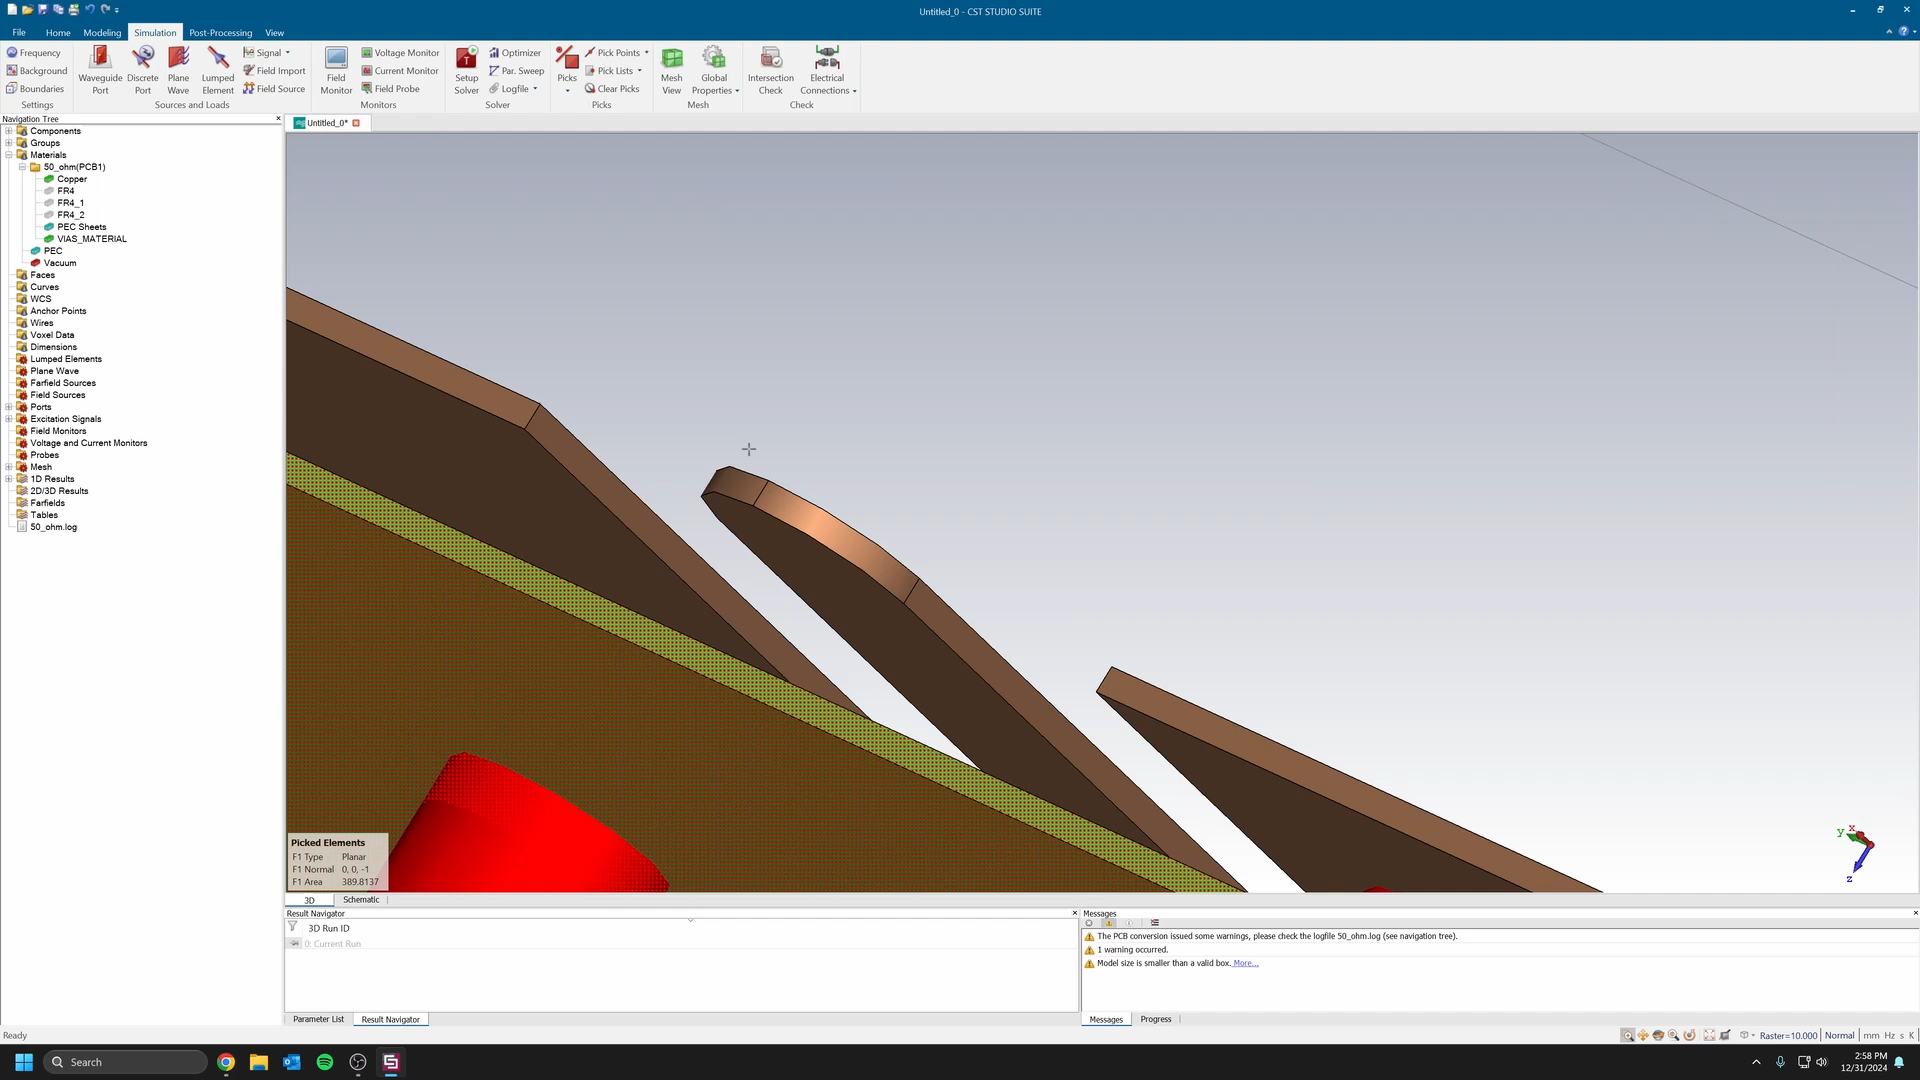 Untitled_0 - CST STUDIO SUITE
File Home Modeling Simulation Post-Processing View
Frequency
Background
Boundaries
Settings
Waveguide Port
Discrete Port
Plane Wave
Lumped Element
Signal
Field Import
Field Source
Sources and Loads
Field Monitor
Voltage Monitor
Current Monitor
Field Probe
Monitors
Setup Solver
Optimizer
Par. Sweep
Logfile
Solver
Picks
Pick Points
Pick Lists
Clear Picks
Picks
Mesh View
Global Properties
Mesh
Intersection Check
Electrical Connections
Check
Navigation Tree
Untitled_0*
Components
Groups
Materials
50_ohm(PCB1)
Copper
FR4
FR4_1
FR4_2
PEC Sheets
VIAS_MATERIAL
PEC
Vacuum
Faces
Curves
WCS
Anchor Points
Wires
Voxel Data
Dimensions
Lumped Elements
Plane Wave
Farfield Sources
Field Sources
Ports
Excitation Signals
Field Monitors
Voltage and Current Monitors
Probes
Mesh
1D Results
2D/3D Results
Farfields
Tables
50_ohm.log
Picked Elements
F1 Type Planar
F1 Normal 0, 0, -1
F1 Area 389.8137
y x
z
3D Schematic
Result Navigator
3D Run ID
0: Current Run
Parameter List Result Navigator
Messages
The PCB conversion issued some warnings, please check the logfile 50_ohm.log (see navigation tree).
1 warning occurred.
Model size is smaller than a valid box. More...
Messages Progress
Ready
Raster=10.000 Normal mm Hz s K
Search
2:58 PM
12/31/2024